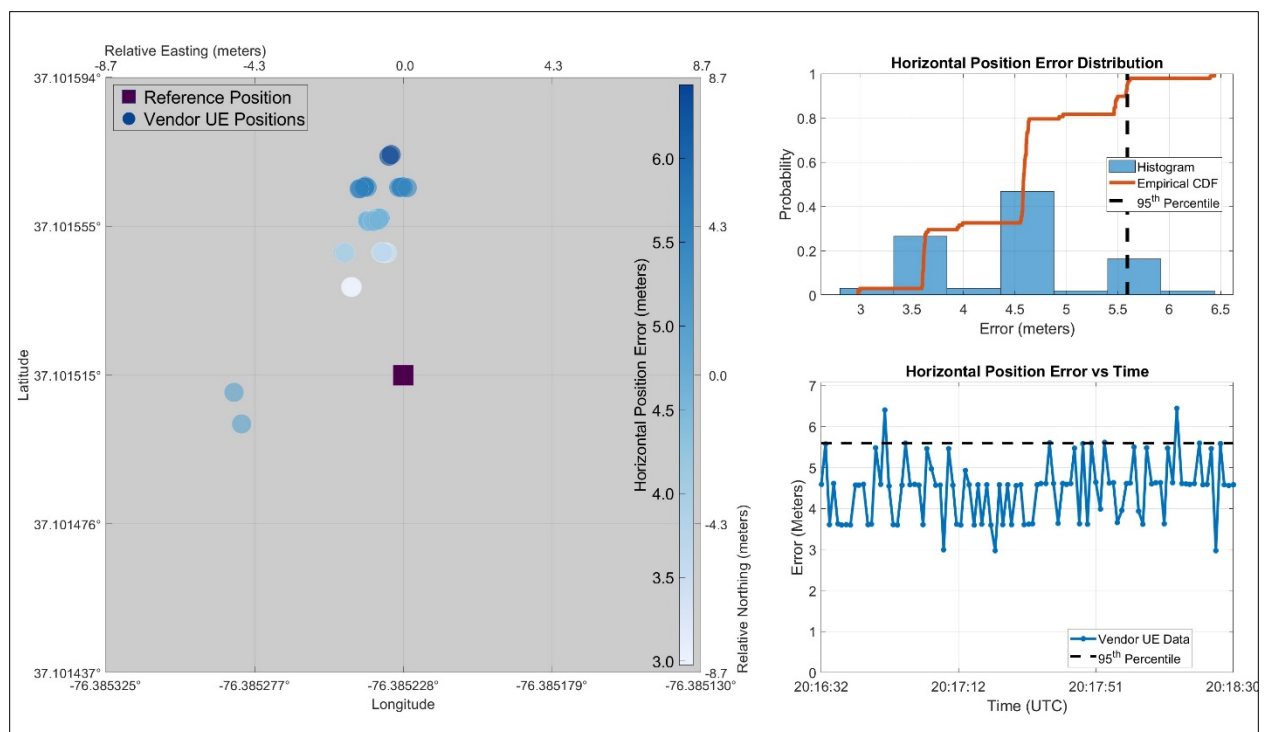 Relative Easting (meters)
-8.7 -4.3 0.0 4.3 8.7
37.101594°
37.101555°
37.101515°
37.101476°
37.101437°
Latitude
Reference Position
Vendor UE Positions
Horizontal Position Error (meters)
6.0
5.5
5.0
4.5
4.0
3.5
3.0
8.7
4.3
0.0
-4.3
-8.7
Relative Northing (meters)
-76.385325° -76.385277° -76.385228° -76.385179° -76.385130°
Longitude
Horizontal Position Error Distribution
1
0.8
0.6
0.4
0.2
0
Probability
Histogram
Empirical CDF
95th Percentile
3 3.5 4 4.5 5 5.5 6 6.5
Error (meters)
Horizontal Position Error vs Time
7
6
5
4
3
2
1
0
Error (Meters)
Vendor UE Data
95th Percentile
20:16:32 20:17:12 20:17:51 20:18:30
Time (UTC)